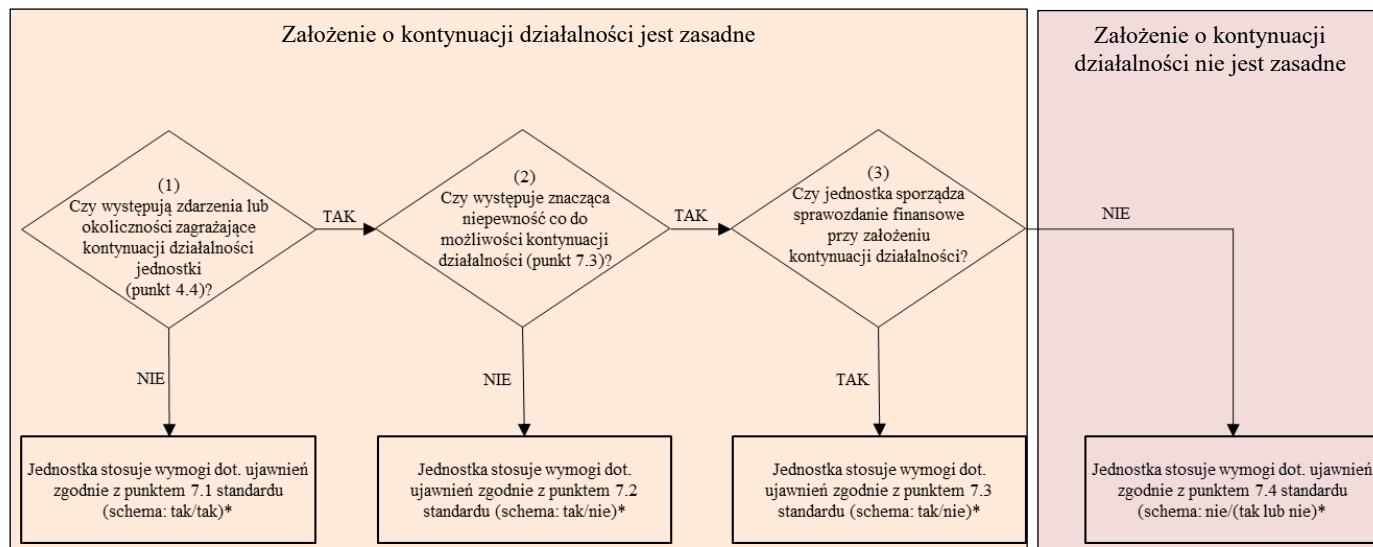 Założenie o kontynuacji działalności jest zasadne
Założenie o kontynuacji
działalności nie jest zasadne
(1)
Czy występują zdarzenia lub
okoliczności zagrażające
kontynuacji działalności
jednostki
(punkt 4.4)?
TAK
(2)
Czy występuje znacząca
niepewność co do
możliwości kontynuacji
działalności (punkt 7.3)?
TAK
(3)
Czy jednostka sporządza
sprawozdanie finansowe
przy założeniu
kontynuacji działalności?
NIE
NIE
NIE
TAK
Jednostka stosuje wymogi dot. ujawnień
zgodnie z punktem 7.1 standardu
(schema: tak/tak)*
Jednostka stosuje wymogi dot.
ujawnień zgodnie z punktem 7.2
standardu (schema: tak/nie)*
Jednostka stosuje wymogi dot.
ujawnień zgodnie z punktem 7.3
standardu (schema: tak/nie)*
Jednostka stosuje wymogi dot. ujawnień
zgodnie z punktem 7.4 standardu
(schema: nie/(tak lub nie)*